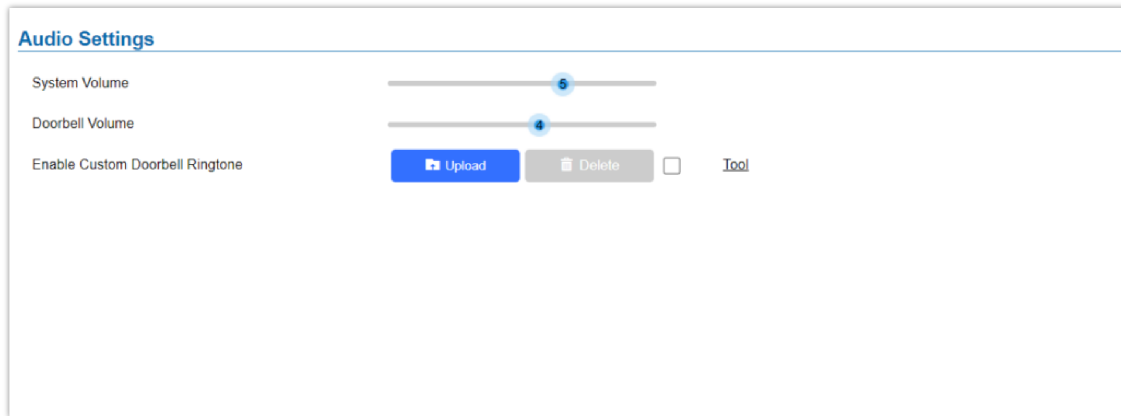 Audio Settings
System Volume 5
Doorbell Volume 4
Enable Custom Doorbell Ringtone Upload Delete Tool